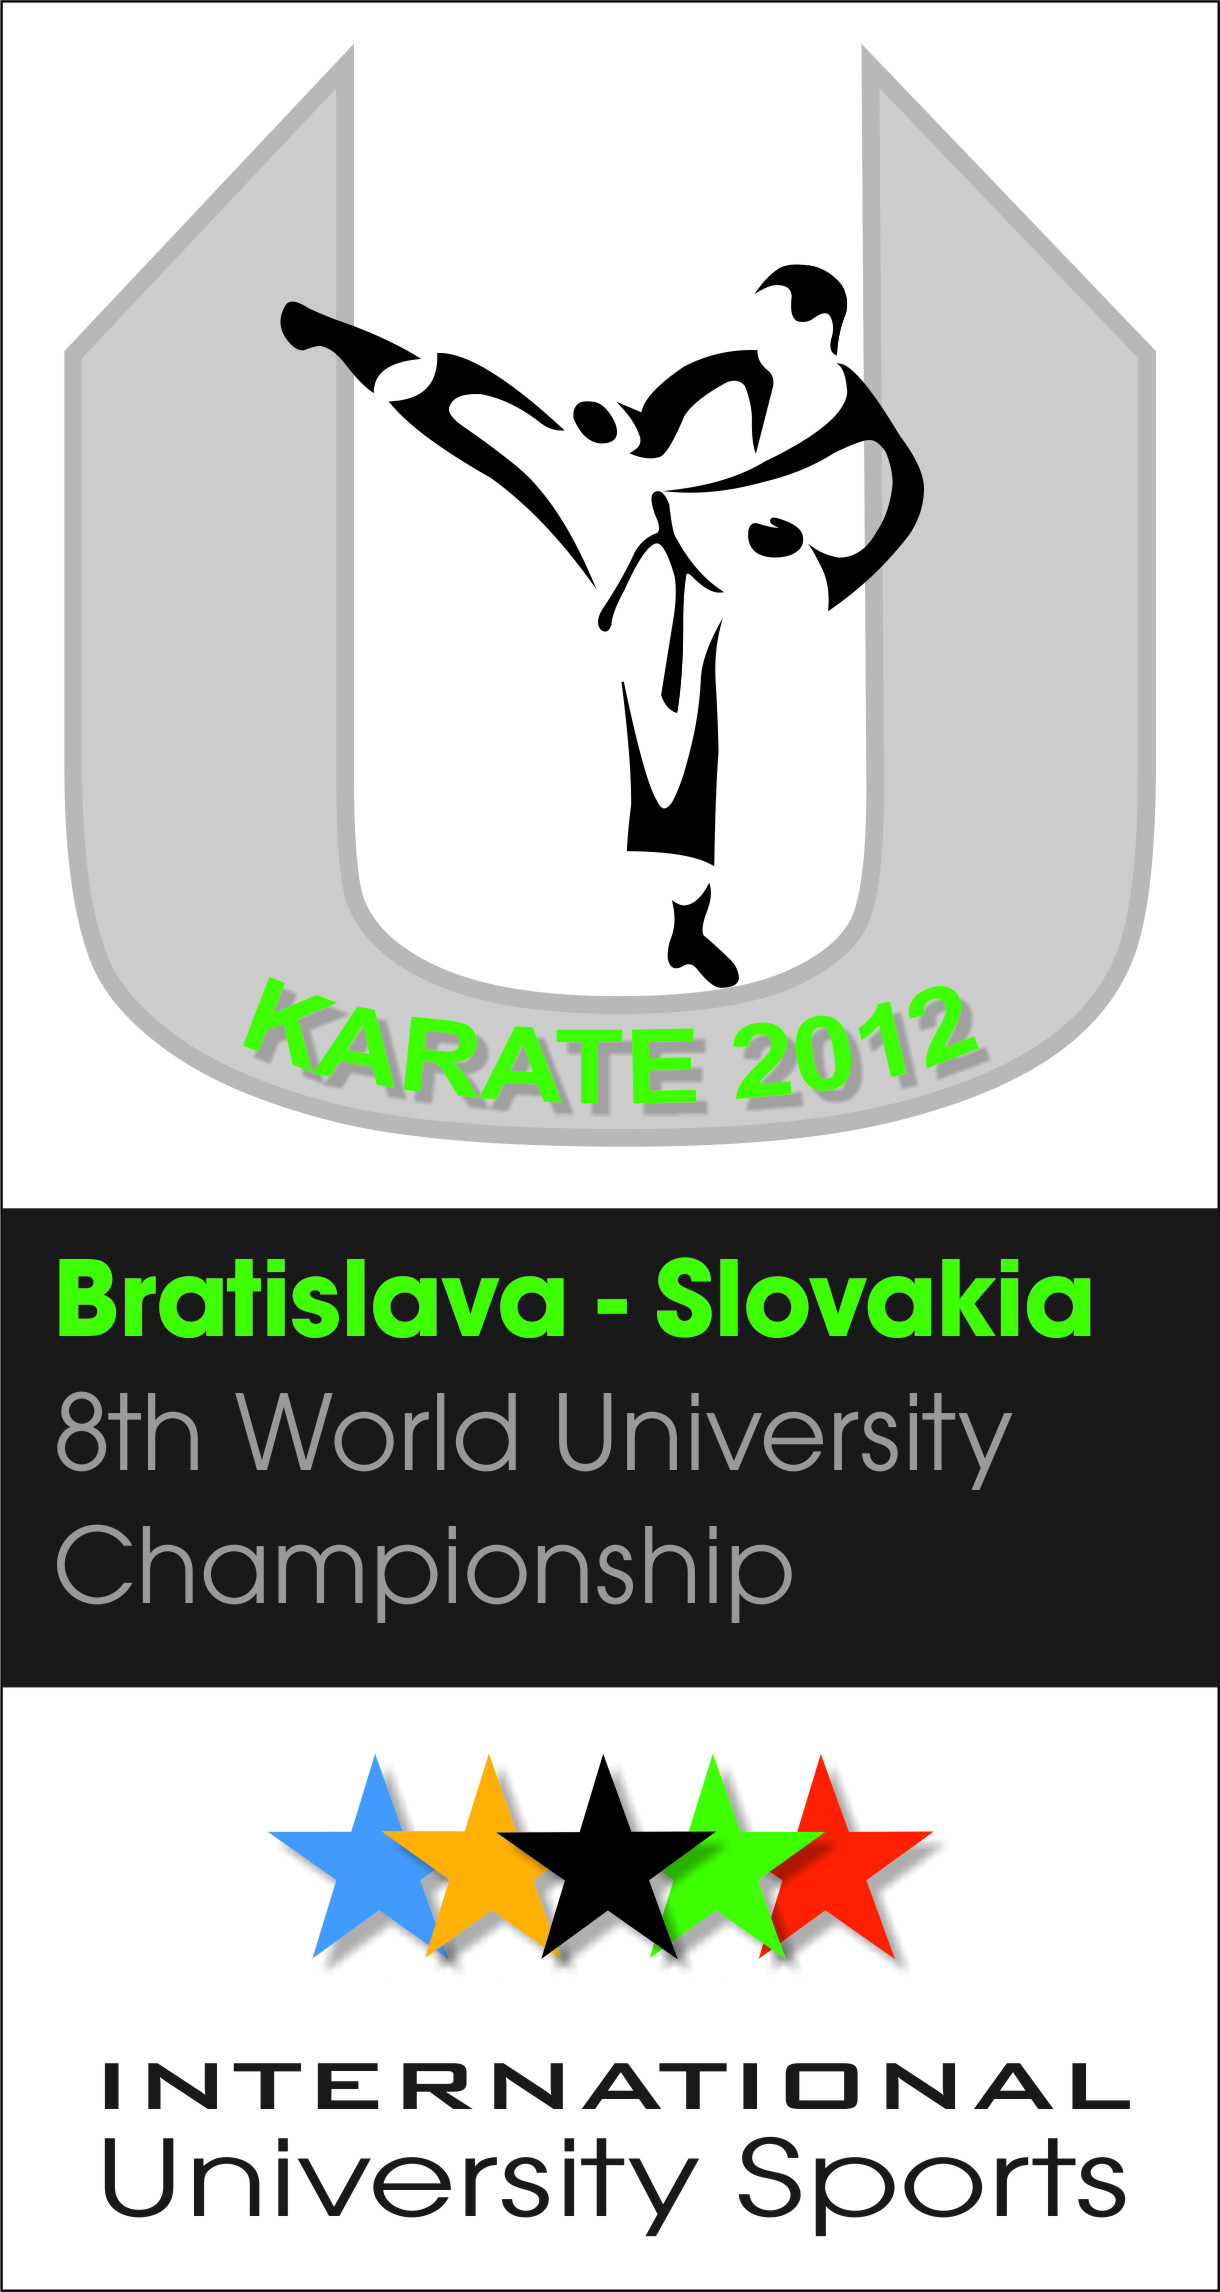 KARATE 2012
Bratislava - Slovakia
8th World University
Championship
INTERNATIONAL
University Sports